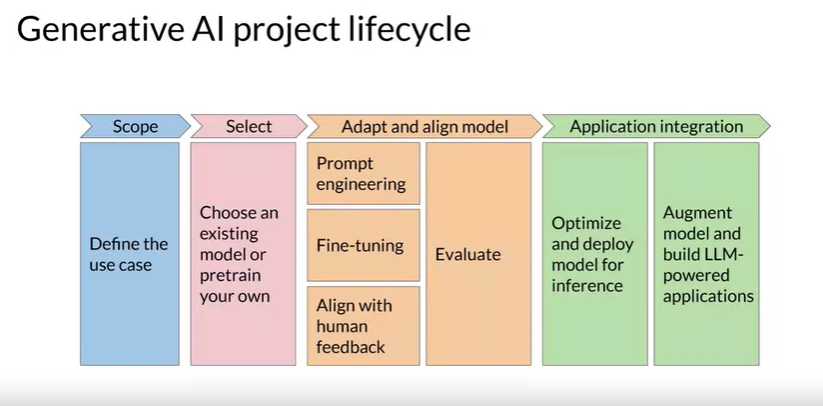 Generative AI project lifecycle
Scope
Select
Adapt and align model
Application integration
Define the
use case
Choose an
existing
model or
pretrain
your own
Prompt
engineering
Fine-tuning
Align with
human
feedback
Evaluate
Optimize
and deploy
model for
inference
Augment
model and
build LLM-
powered
applications